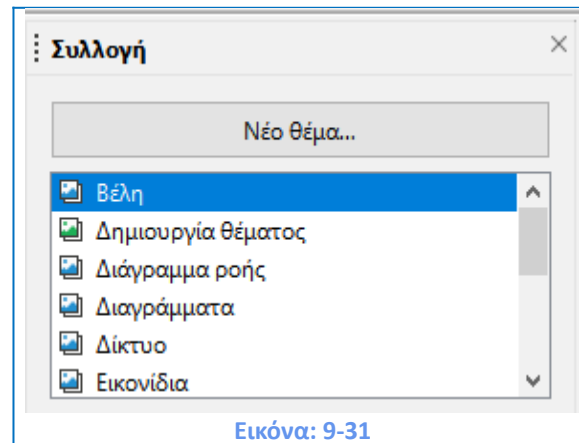 Συλλογή
Νέο θέμα...
Βέλη
Δημιουργία θέματος
Διάγραμμα ροής
Διαγράμματα
Δίκτυο
Εικονίδια
Εικόνα: 9-31